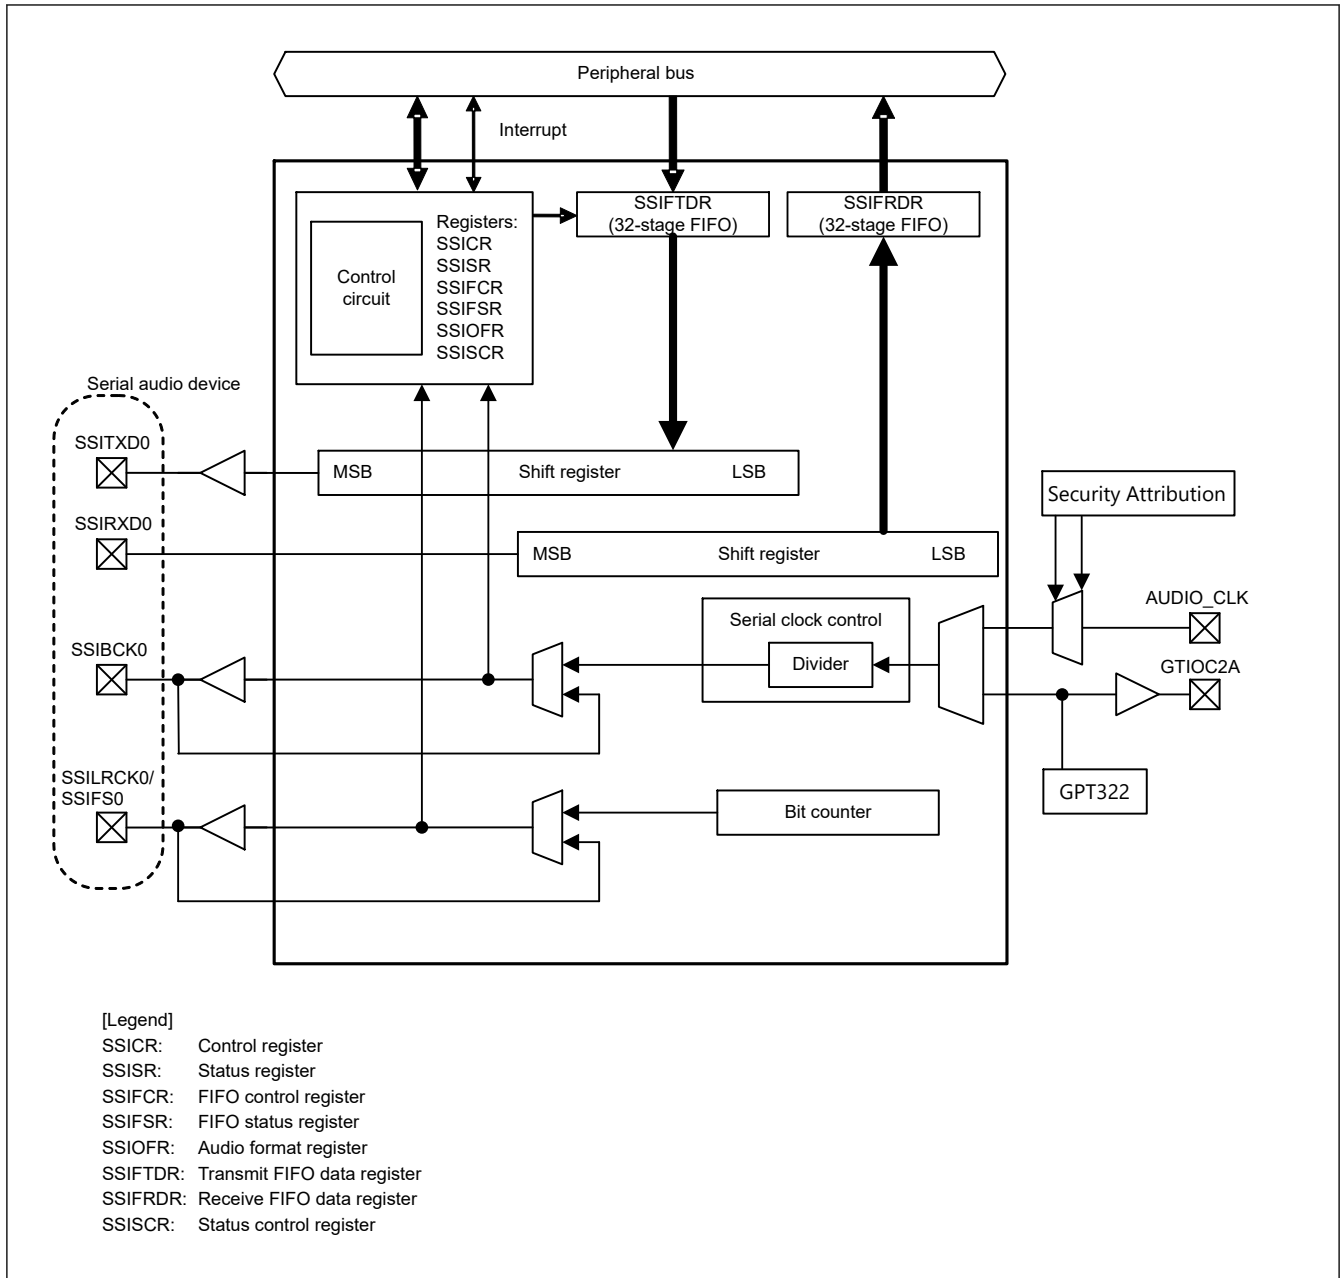 Peripheral bus
Interrupt
Registers:
SSICR
SSISR
SSIFCR
SSIFSR
SSIOFR
SSISCR
Control
circuit
SSIFTDR
(32-stage FIFO)
SSIFRDR
(32-stage FIFO)
Serial audio device
SSITXD0
MSB Shift register LSB
SSIRXD0
MSB Shift register LSB
Security Attribution
AUDIO_CLK
Serial clock control
Divider
SSIBCK0
GTIOC2A
GPT322
SSILRCK0/
SSIFS0
Bit counter
[Legend]
SSICR: Control register
SSISR: Status register
SSIFCR: FIFO control register
SSIFSR: FIFO status register
SSIOFR: Audio format register
SSIFTDR: Transmit FIFO data register
SSIFRDR: Receive FIFO data register
SSISCR: Status control register